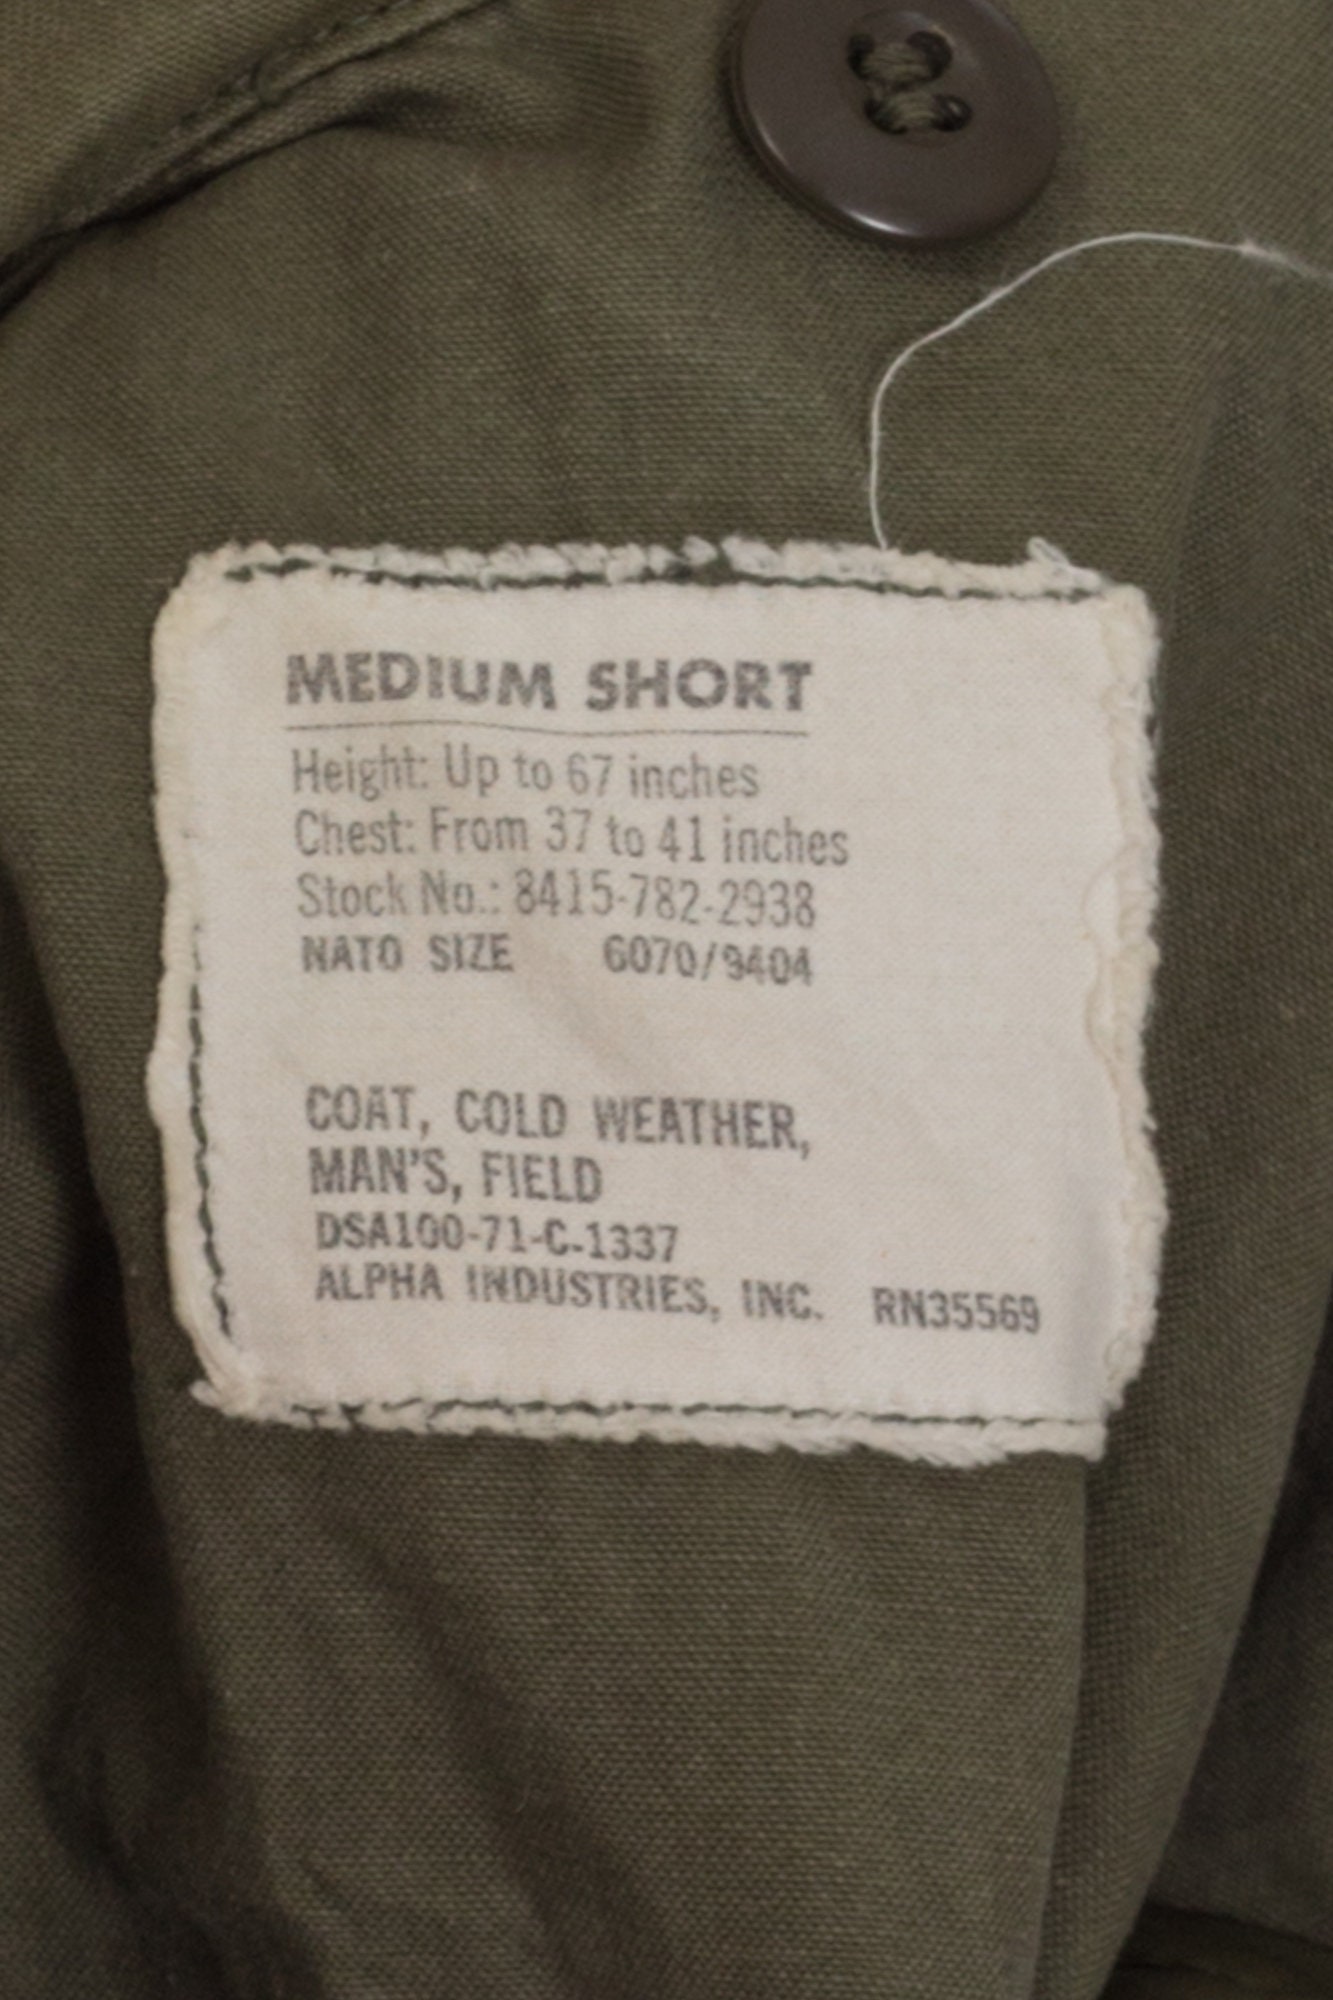 MEDIUM SHORT
Height: Up to 67 inches
Chest: From 37 to 41 inches
Stock No.: 8415-782-2938
NATO SIZE 6070/9404
COAT, COLD WEATHER,
MAN'S, FIELD
DSA100-71-C-1337
ALPHA INDUSTRIES, INC. RN35569